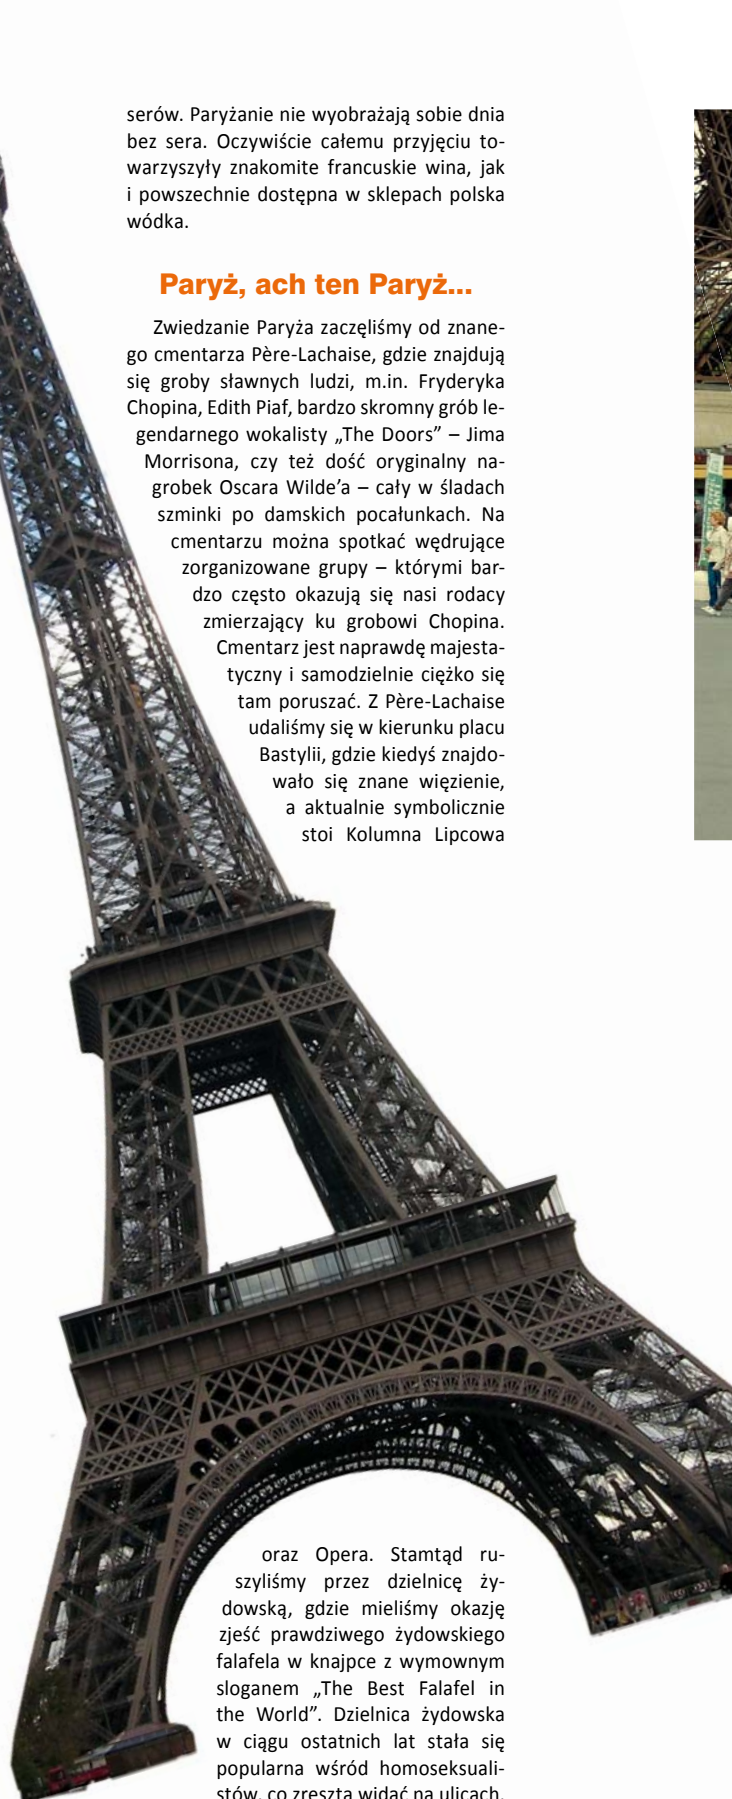 serów. Paryżanie nie wyobrażają sobie dnia
bez sera. Oczywiście całemu przyjęciu to-
warzyszyły znakomite francuskie wina, jak
i powszechnie dostępna w sklepach polska
wódka.
Paryż, ach ten Paryż...
Zwiedzanie Paryża zaczęliśmy od znane-
go cmentarza Père-Lachaise, gdzie znajdują
się groby sławnych ludzi, m.in. Fryderyka
Chopina, Edith Piaf, bardzo skromny grób le-
gendarnego wokalisty „The Doors” – Jima
Morrisona, czy też dość oryginalny na-
grobek Oscara Wilde’a – cały w śladach
szminki po damskich pocałunkach. Na
cmentarzu można spotkać wędrujące
zorganizowane grupy – którymi bar-
dzo często okazują się nasi rodacy
zmierzający ku grobowi Chopina.
Cmentarz jest naprawdę majesta-
tyczny i samodzielnie ciężko się
tam poruszać. Z Père-Lachaise
udaliśmy się w kierunku placu
Bastylii, gdzie kiedyś znajdo-
wało się znane więzienie,
a aktualnie symbolicznie
stoi Kolumna Lipcowa
oraz Opera. Stamtąd ru-
szyliśmy przez dzielnicę ży-
dowską, gdzie mieliśmy okazję
zjeść prawdziwego żydowskiego
falafela w knajpce z wymownym
sloganem „The Best Falafel in
the World”. Dzielnica żydowska
w ciągu ostatnich lat stała się
popularna wśród homoseksuali-
stów, co zresztą widać na ulicach.